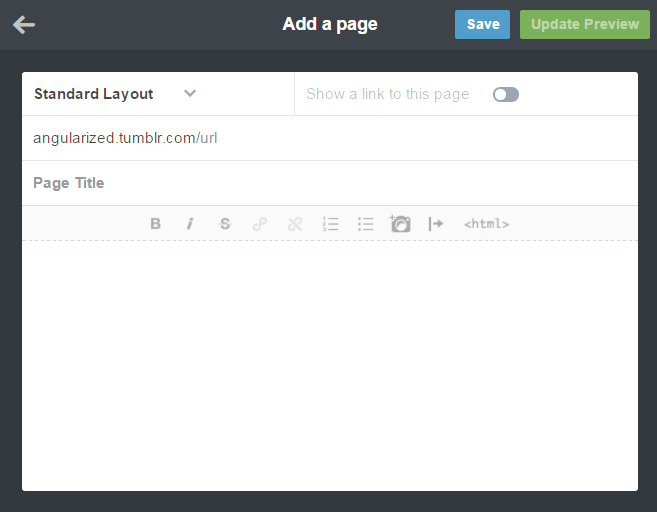 Add a page
Save
Update Preview
Standard Layout
Show a link to this page
angularized.tumblr.com/url
Page Title
B i S <html>